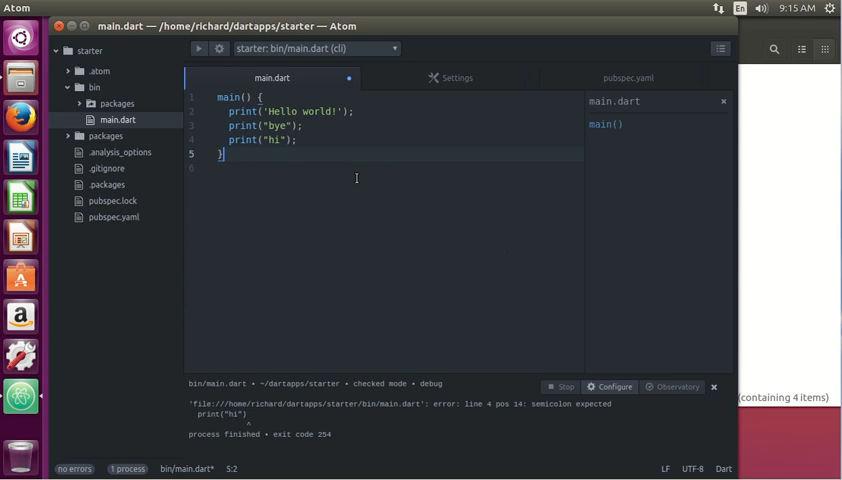 Atom
En
9:15 AM
main.dart — /home/richard/dartapps/starter — Atom
starter
starter: bin/main.dart (cli)
.atom
bin
packages
main.dart
packages
.analysis_options
.gitignore
.packages
pubspec.lock
pubspec.yaml
main.dart
Settings
pubspec.yaml
1 main() {
2 print('Hello world!');
3 print("bye");
4 print("hi");
5 }
6
main.dart
main()
bin/main.dart • ~/dartapps/starter • checked mode • debug
Stop
Configure
Observatory
'file:///home/richard/dartapps/starter/bin/main.dart': error: line 4 pos 14: semicolon expected
print("hi")
^
process finished • exit code 254
(containing 4 items)
no errors
1 process
bin/main.dart*
5:2
LF
UTF-8
Dart